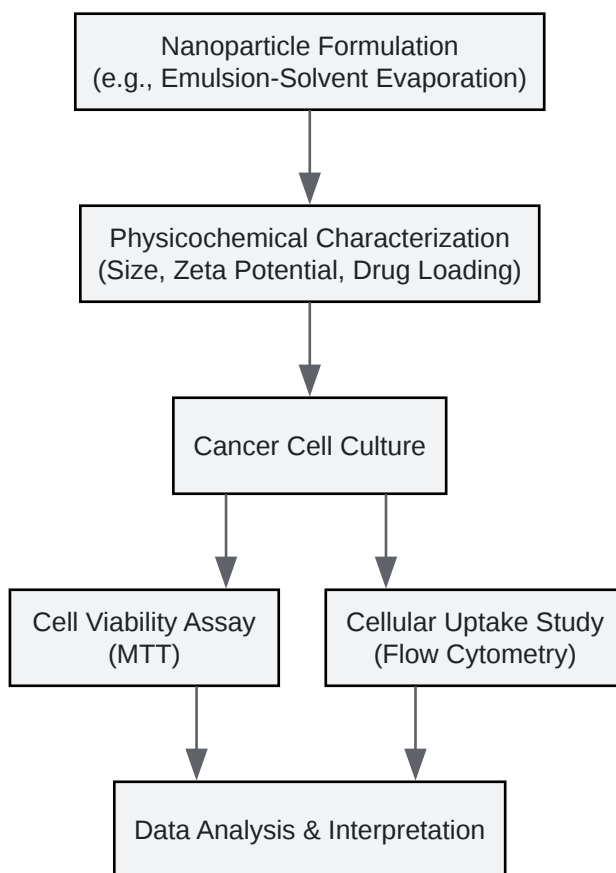 Nanoparticle Formulation
(e.g., Emulsion-Solvent Evaporation)
Physicochemical Characterization
(Size, Zeta Potential, Drug Loading)
Cancer Cell Culture
Cell Viability Assay
(MTT)
Cellular Uptake Study
(Flow Cytometry)
Data Analysis & Interpretation